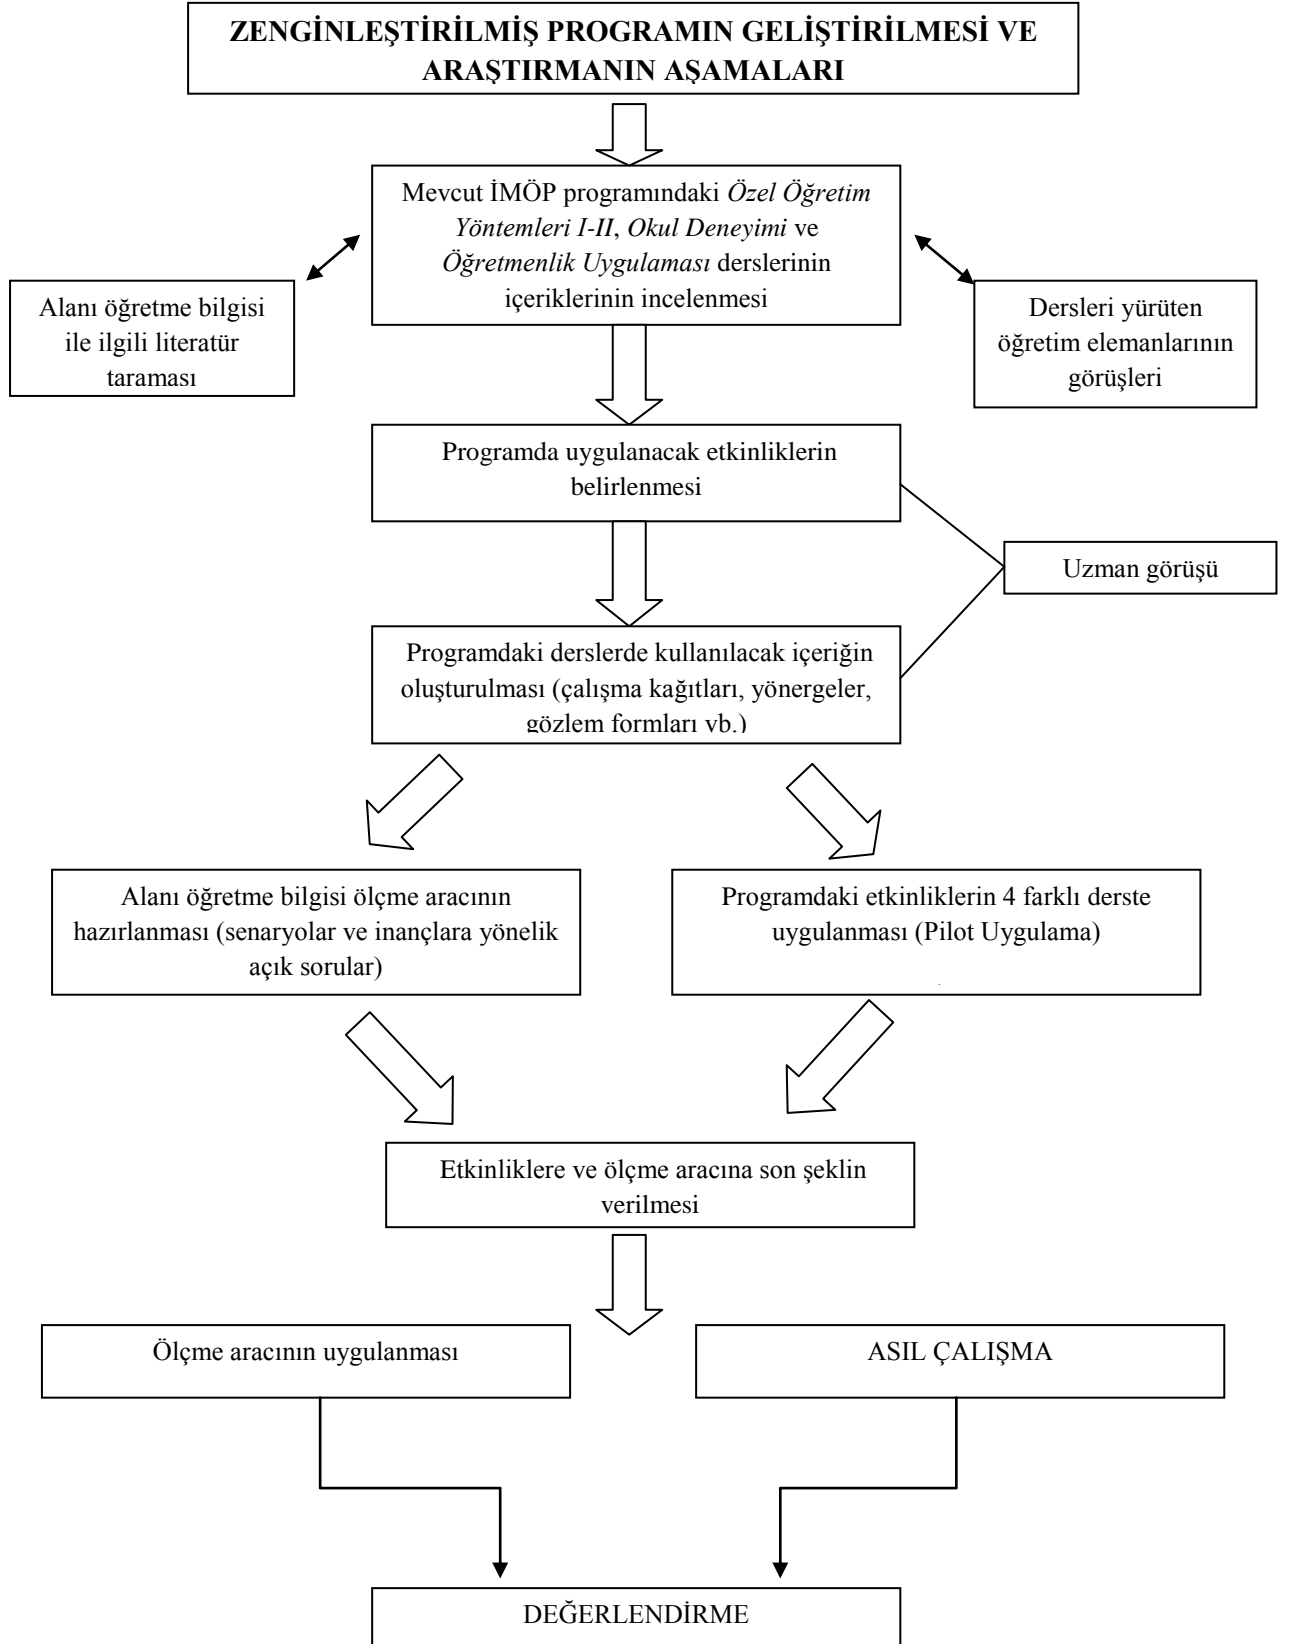 ZENGİNLEŞTİRİLMİŞ PROGRAMIN GELİŞTİRİLMESİ VE
ARAŞTIRMANIN AŞAMALARI
Mevcut İMÖP programındaki Özel Öğretim
Yöntemleri I-II, Okul Deneyimi ve
Öğretmenlik Uygulaması derslerinin
içeriklerinin incelenmesi
Alanı öğretme bilgisi
ile ilgili literatür
taraması
Dersleri yürüten
öğretim elemanlarının
görüşleri
Programda uygulanacak etkinliklerin
belirlenmesi
Uzman görüşü
Programdaki derslerde kullanılacak içeriğin
oluşturulması (çalışma kağıtları, yönergeler,
gözlem formları vb.)
Alanı öğretme bilgisi ölçme aracının
hazırlanması (senaryolar ve inançlara yönelik
açık sorular)
Programdaki etkinliklerin 4 farklı derste
uygulanması (Pilot Uygulama)
Etkinliklere ve ölçme aracına son şeklin
verilmesi
Ölçme aracının uygulanması
ASIL ÇALIŞMA
DEĞERLENDİRME